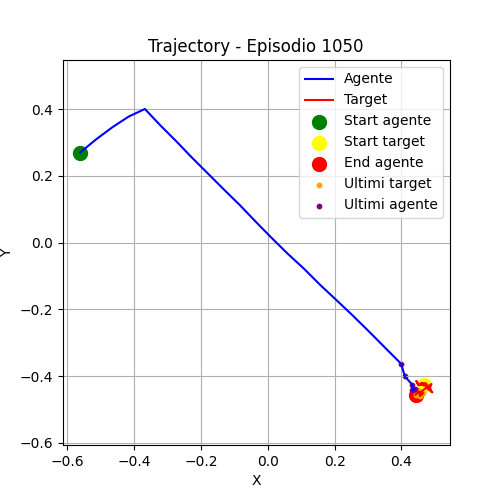 Trajectory - Episodio 1050
Agente
Target
Start agente
Start target
End agente
Ultimi target
Ultimi agente
Y
0.4
0.2
0.0
−0.2
−0.4
−0.6
−0.6
−0.4
−0.2
0.0
0.2
0.4
X